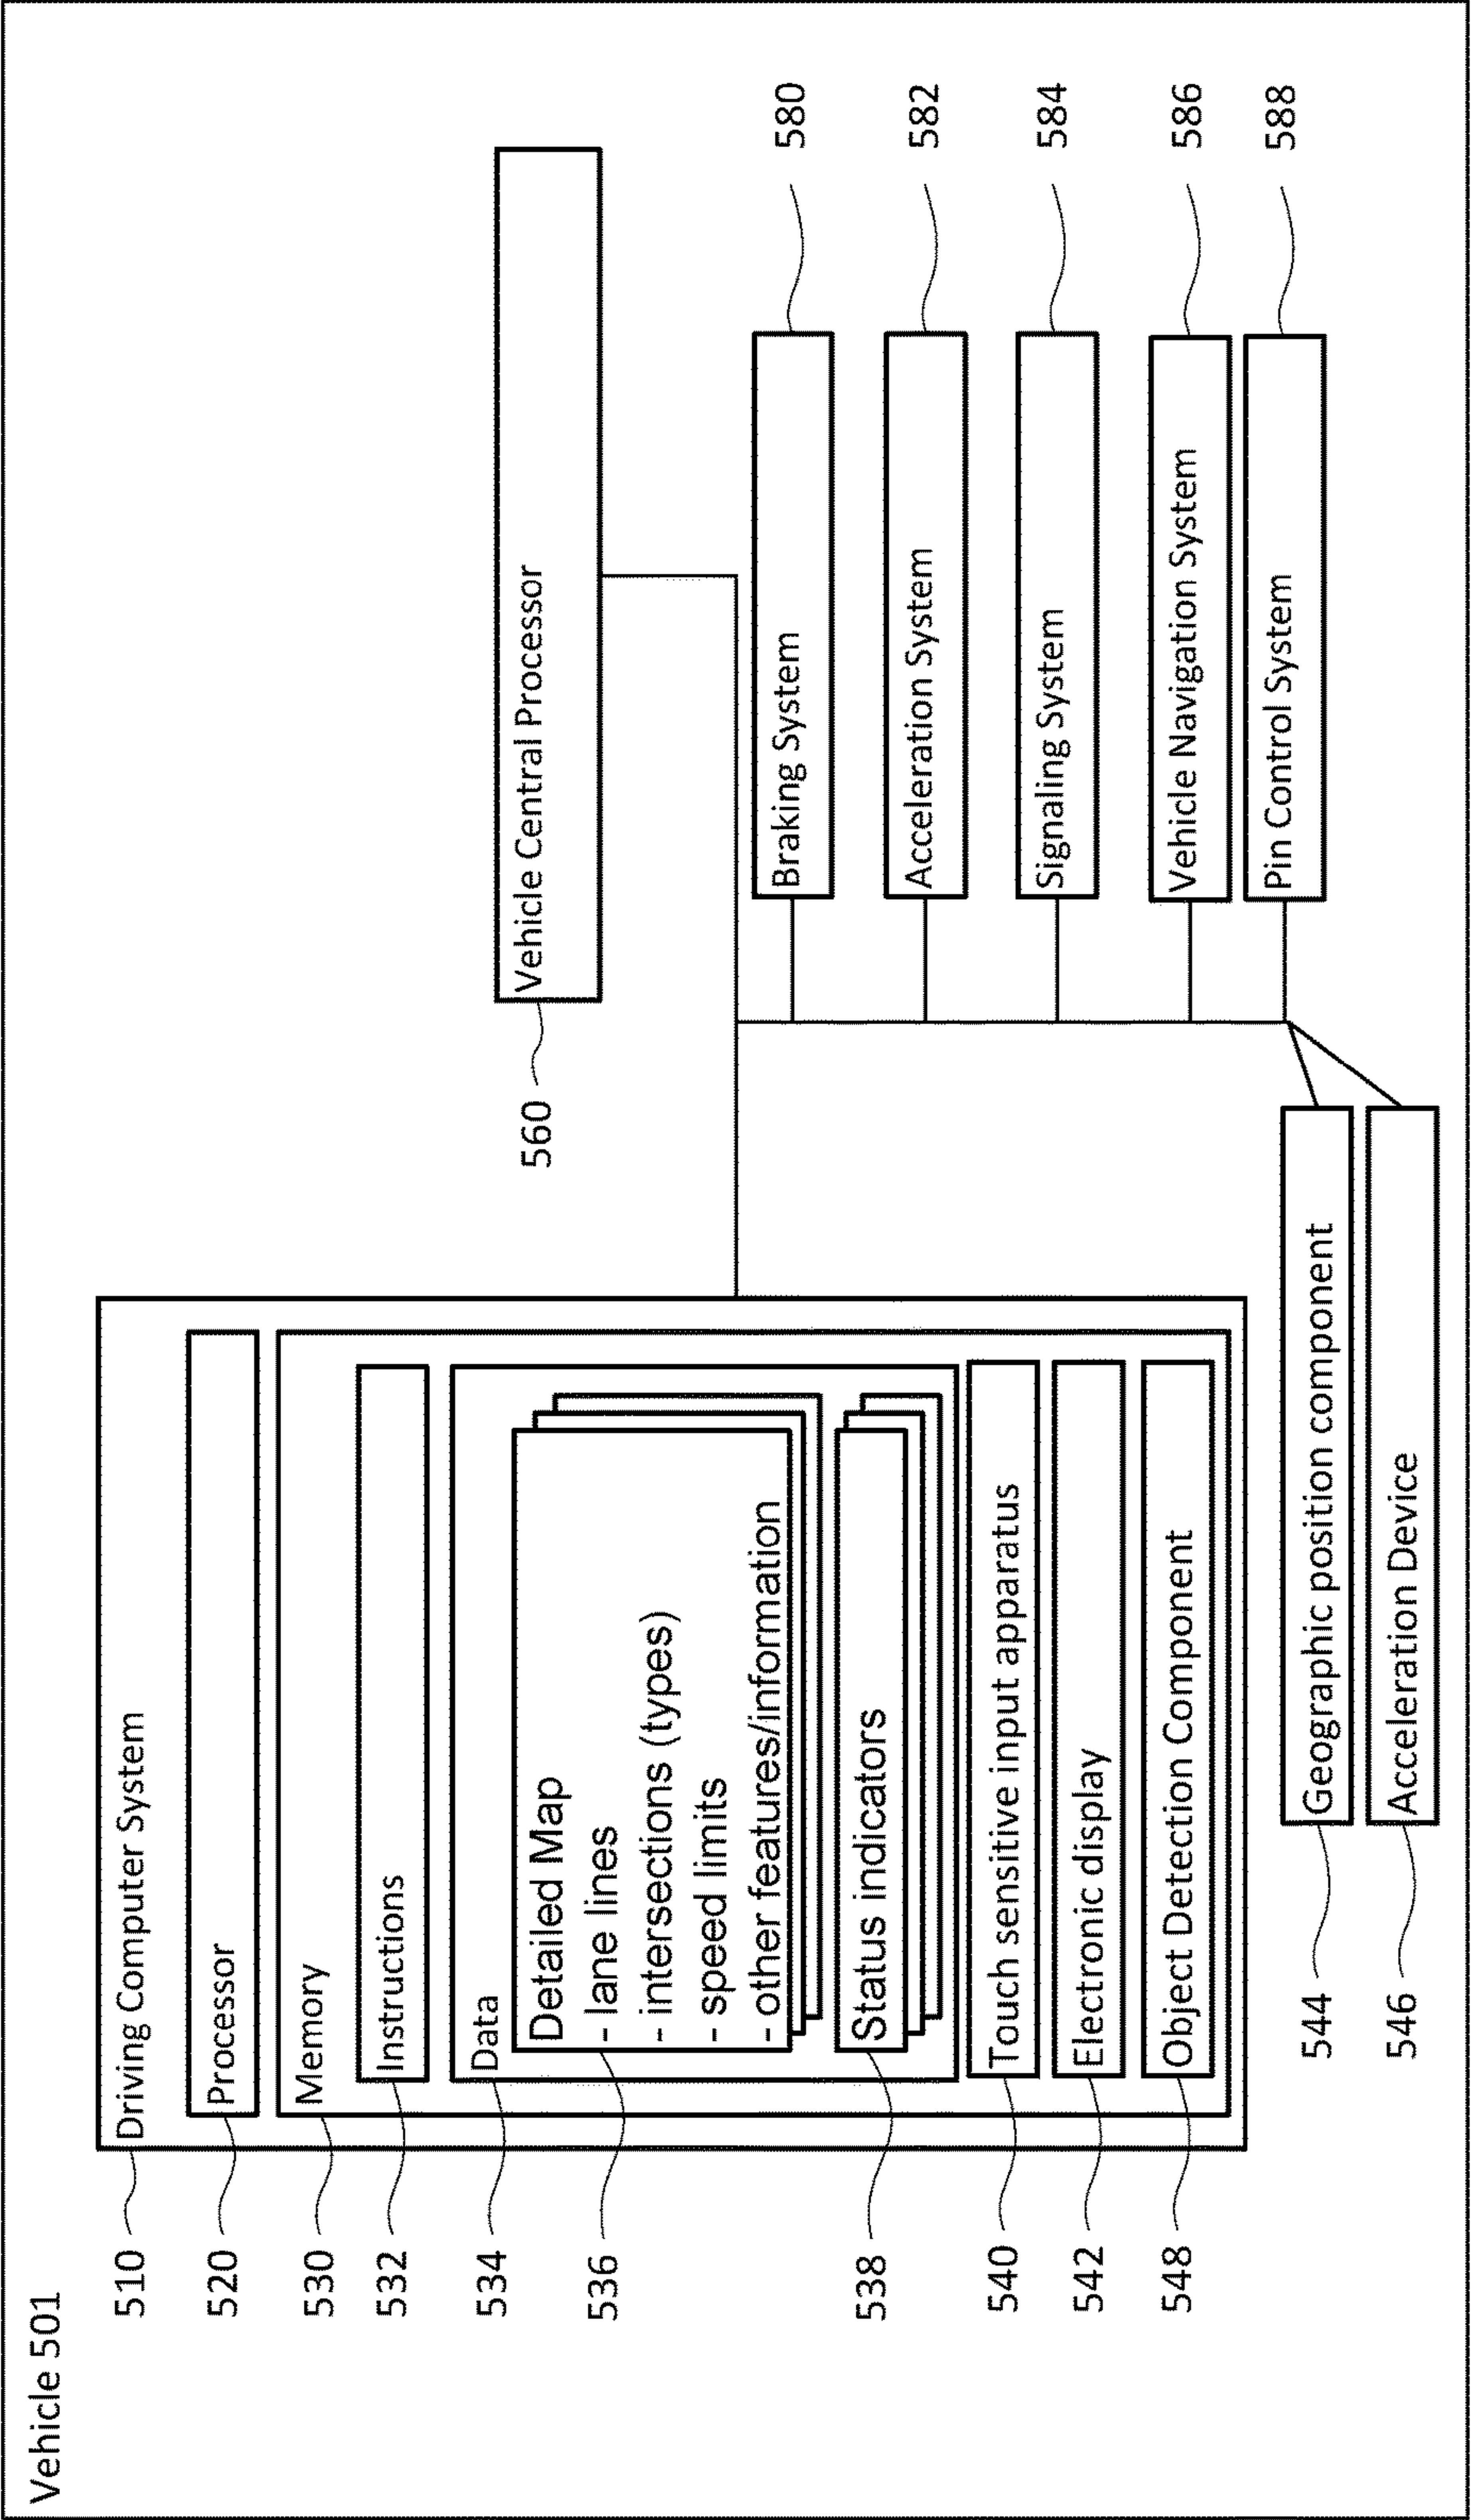 Vehicle 501
510
Driving Computer System
520
Processor
530
Memory
532
Instructions
534
Data
536
Detailed Map
- lane lines
- intersections (types)
- speed limits
- other features/information
538
Status indicators
540
Touch sensitive input apparatus
542
Electronic display
548
Object Detection Component
544
Geographic position component
546
Acceleration Device
560
Vehicle Central Processor
Braking System
580
Acceleration System
582
Signaling System
584
Vehicle Navigation System
586
Pin Control System
588